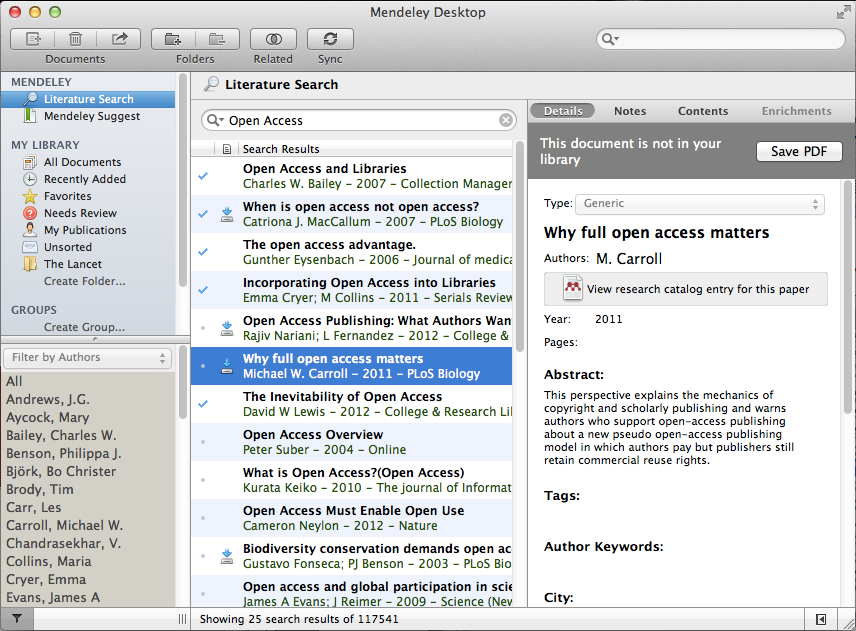 Mendeley Desktop
Documents
Folders
Related
Sync
MENDELEY
Literature Search
Mendeley Suggest
MY LIBRARY
All Documents
Recently Added
Favorites
Needs Review
My Publications
Unsorted
The Lancet
Create Folder...
GROUPS
Create Group...
Filter by Authors
All
Andrews, J.G.
Aycock, Mary
Bailey, Charles W.
Benson, Philippa J.
Björk, Bo Christer
Brody, Tim
Carr, Les
Carroll, Michael W.
Chandrasekhar, V.
Collins, Maria
Cryer, Emma
Evans, James A
Literature Search
Open Access
Search Results
Open Access and Libraries
Charles W. Bailey - 2007 - Collection Manager
When is open access not open access?
Catriona J. MacCallum - 2007 - PLoS Biology
The open access advantage.
Gunther Eysenbach - 2006 - Journal of medica
Incorporating Open Access into Libraries
Emma Cryer; M Collins - 2011 - Serials Review
Open Access Publishing: What Authors Wan
Rajiv Nariani; L Fernandez - 2012 - College &
Why full open access matters
Michael W. Carroll - 2011 - PLoS Biology
The Inevitability of Open Access
David W Lewis - 2012 - College & Research Li
Open Access Overview
Peter Suber - 2004 - Online
What is Open Access?(Open Access)
Kurata Keiko - 2010 - The journal of Informat
Open Access Must Enable Open Use
Cameron Neylon - 2012 - Nature
Biodiversity conservation demands open ac
Gustavo Fonseca; PJ Benson - 2003 - PLoS Bio
Open access and global participation in scie
James A Evans; J Reimer - 2009 - Science (New
Details
Notes
Contents
Enrichments
This document is not in your
library
Save PDF
Type: Generic
Why full open access matters
Authors: M. Carroll
View research catalog entry for this paper
Year: 2011
Pages:
Abstract:
This perspective explains the mechanics of
copyright and scholarly publishing and warns
authors who support open-access publishing
about a new pseudo open-access publishing
model in which authors pay but publishers still
retain commercial reuse rights.
Tags:
Author Keywords:
City:
Showing 25 search results of 117541